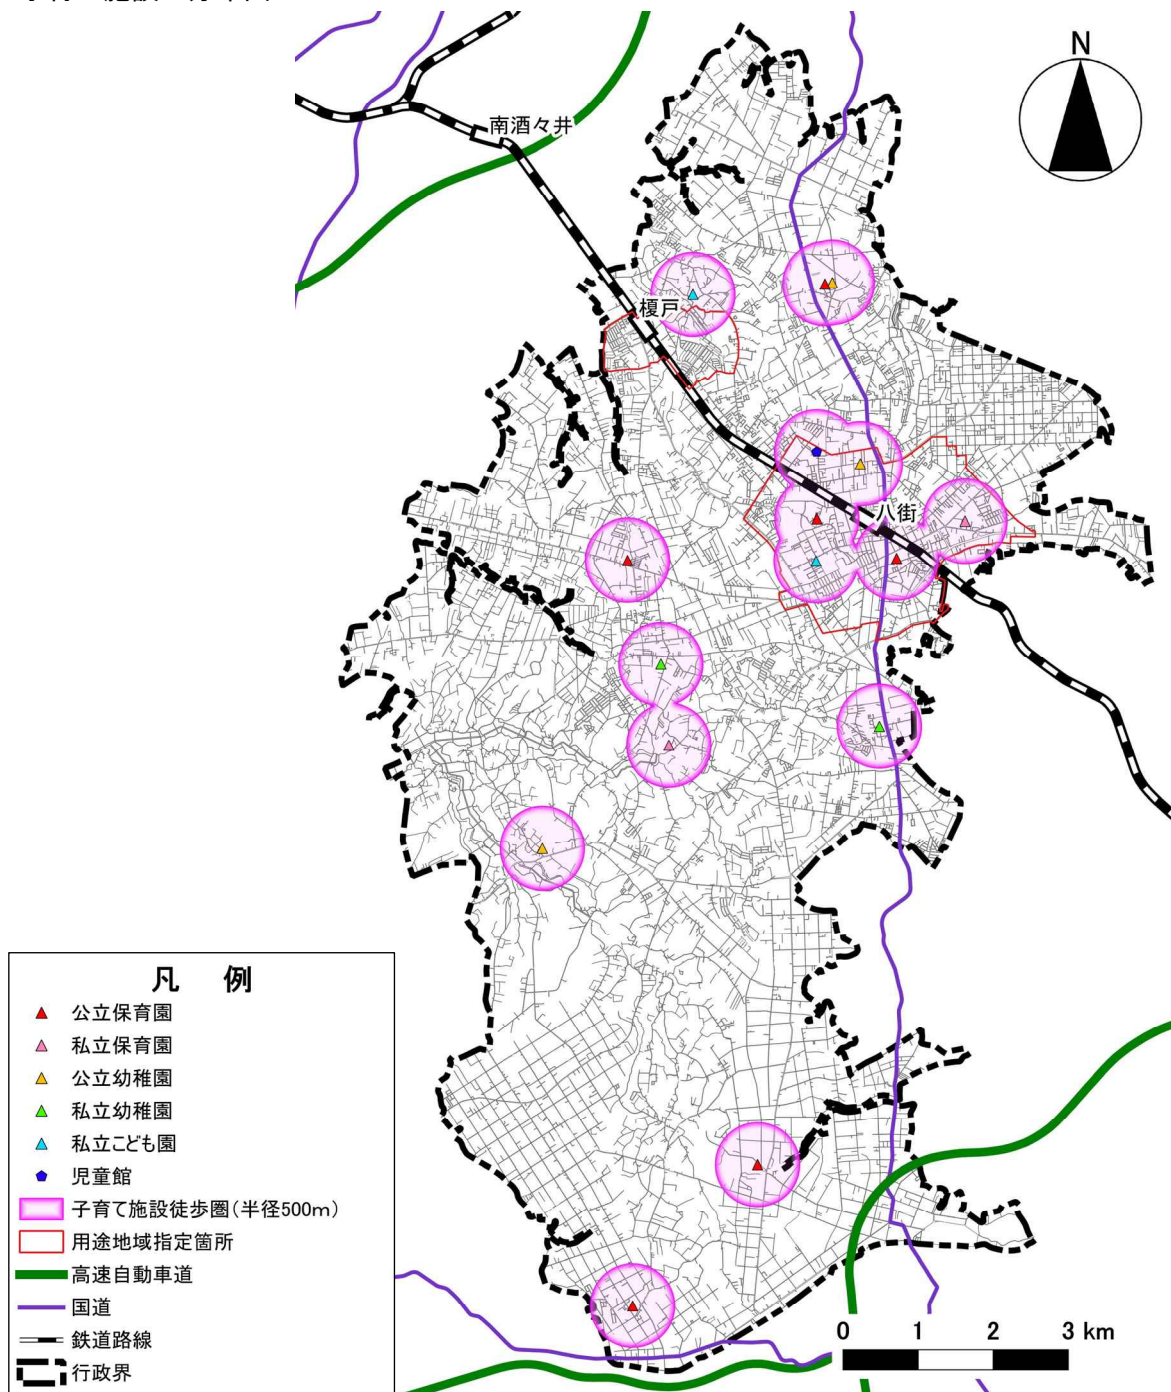 N
南酒々井
榎戸
八街
凡 例
公立保育園
私立保育園
公立幼稚園
私立幼稚園
私立こども園
児童館
子育て施設徒歩圏(半径500m)
用途地域指定箇所
高速自動車道
国道
鉄道路線
行政界
0 1 2 3 km